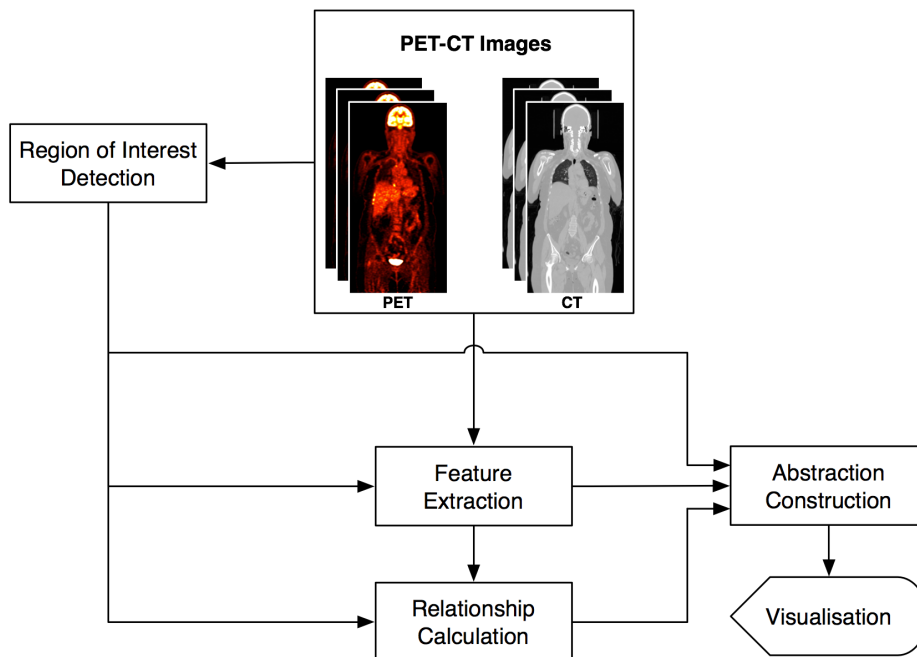 PET-CT Images
PET
CT
Region of Interest
Detection
Feature
Extraction
Abstraction
Construction
Relationship
Calculation
Visualisation